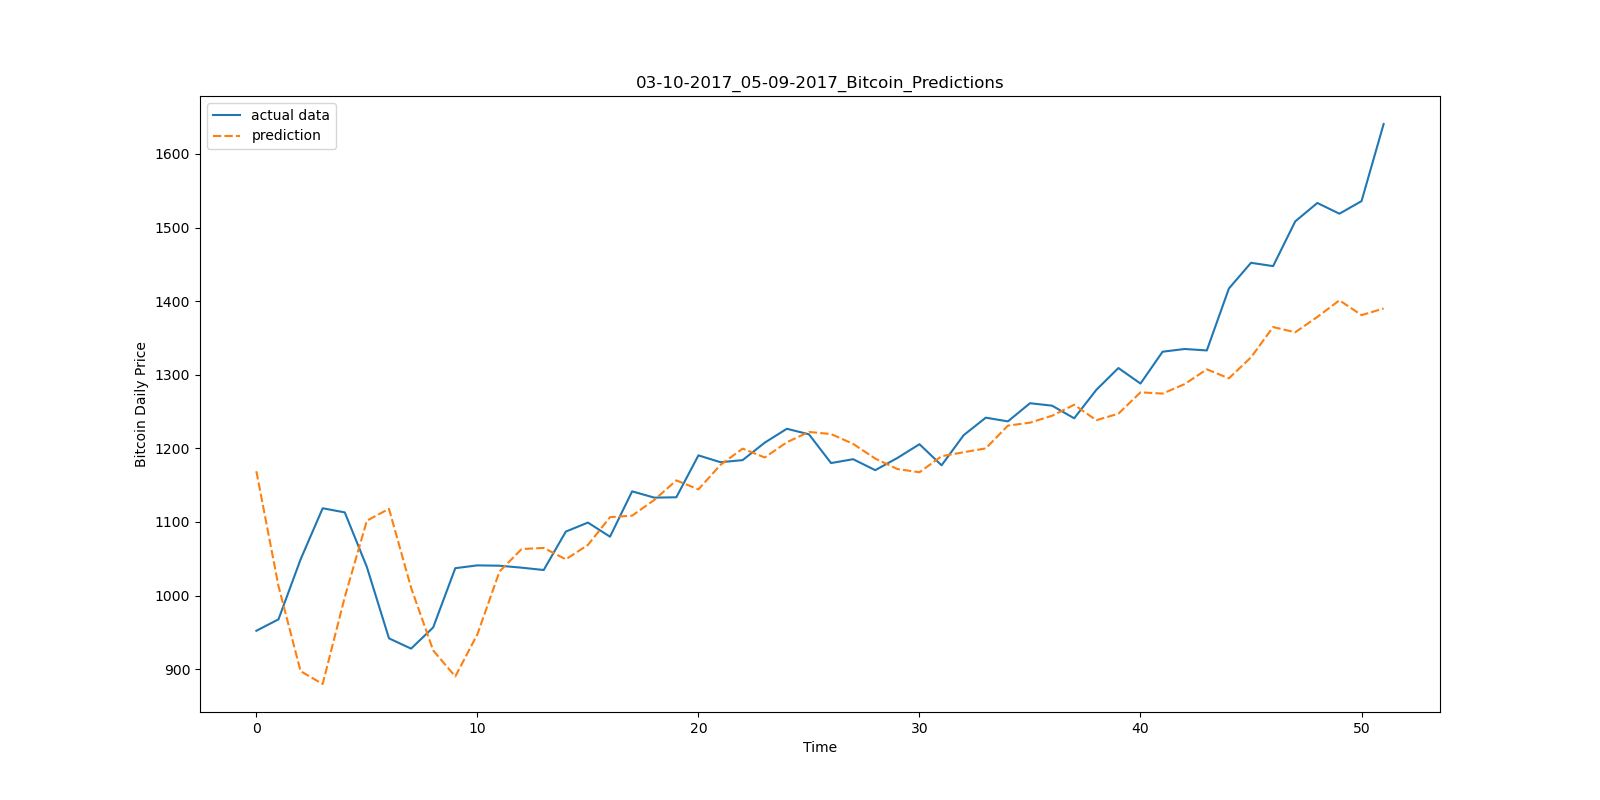 03-10-2017_05-09-2017_Bitcoin_Predictions
actual data
prediction
1600
1500
1400
1300
1200
1100
1000
900
Bitcoin Daily Price
0 10 20 30 40 50
Time